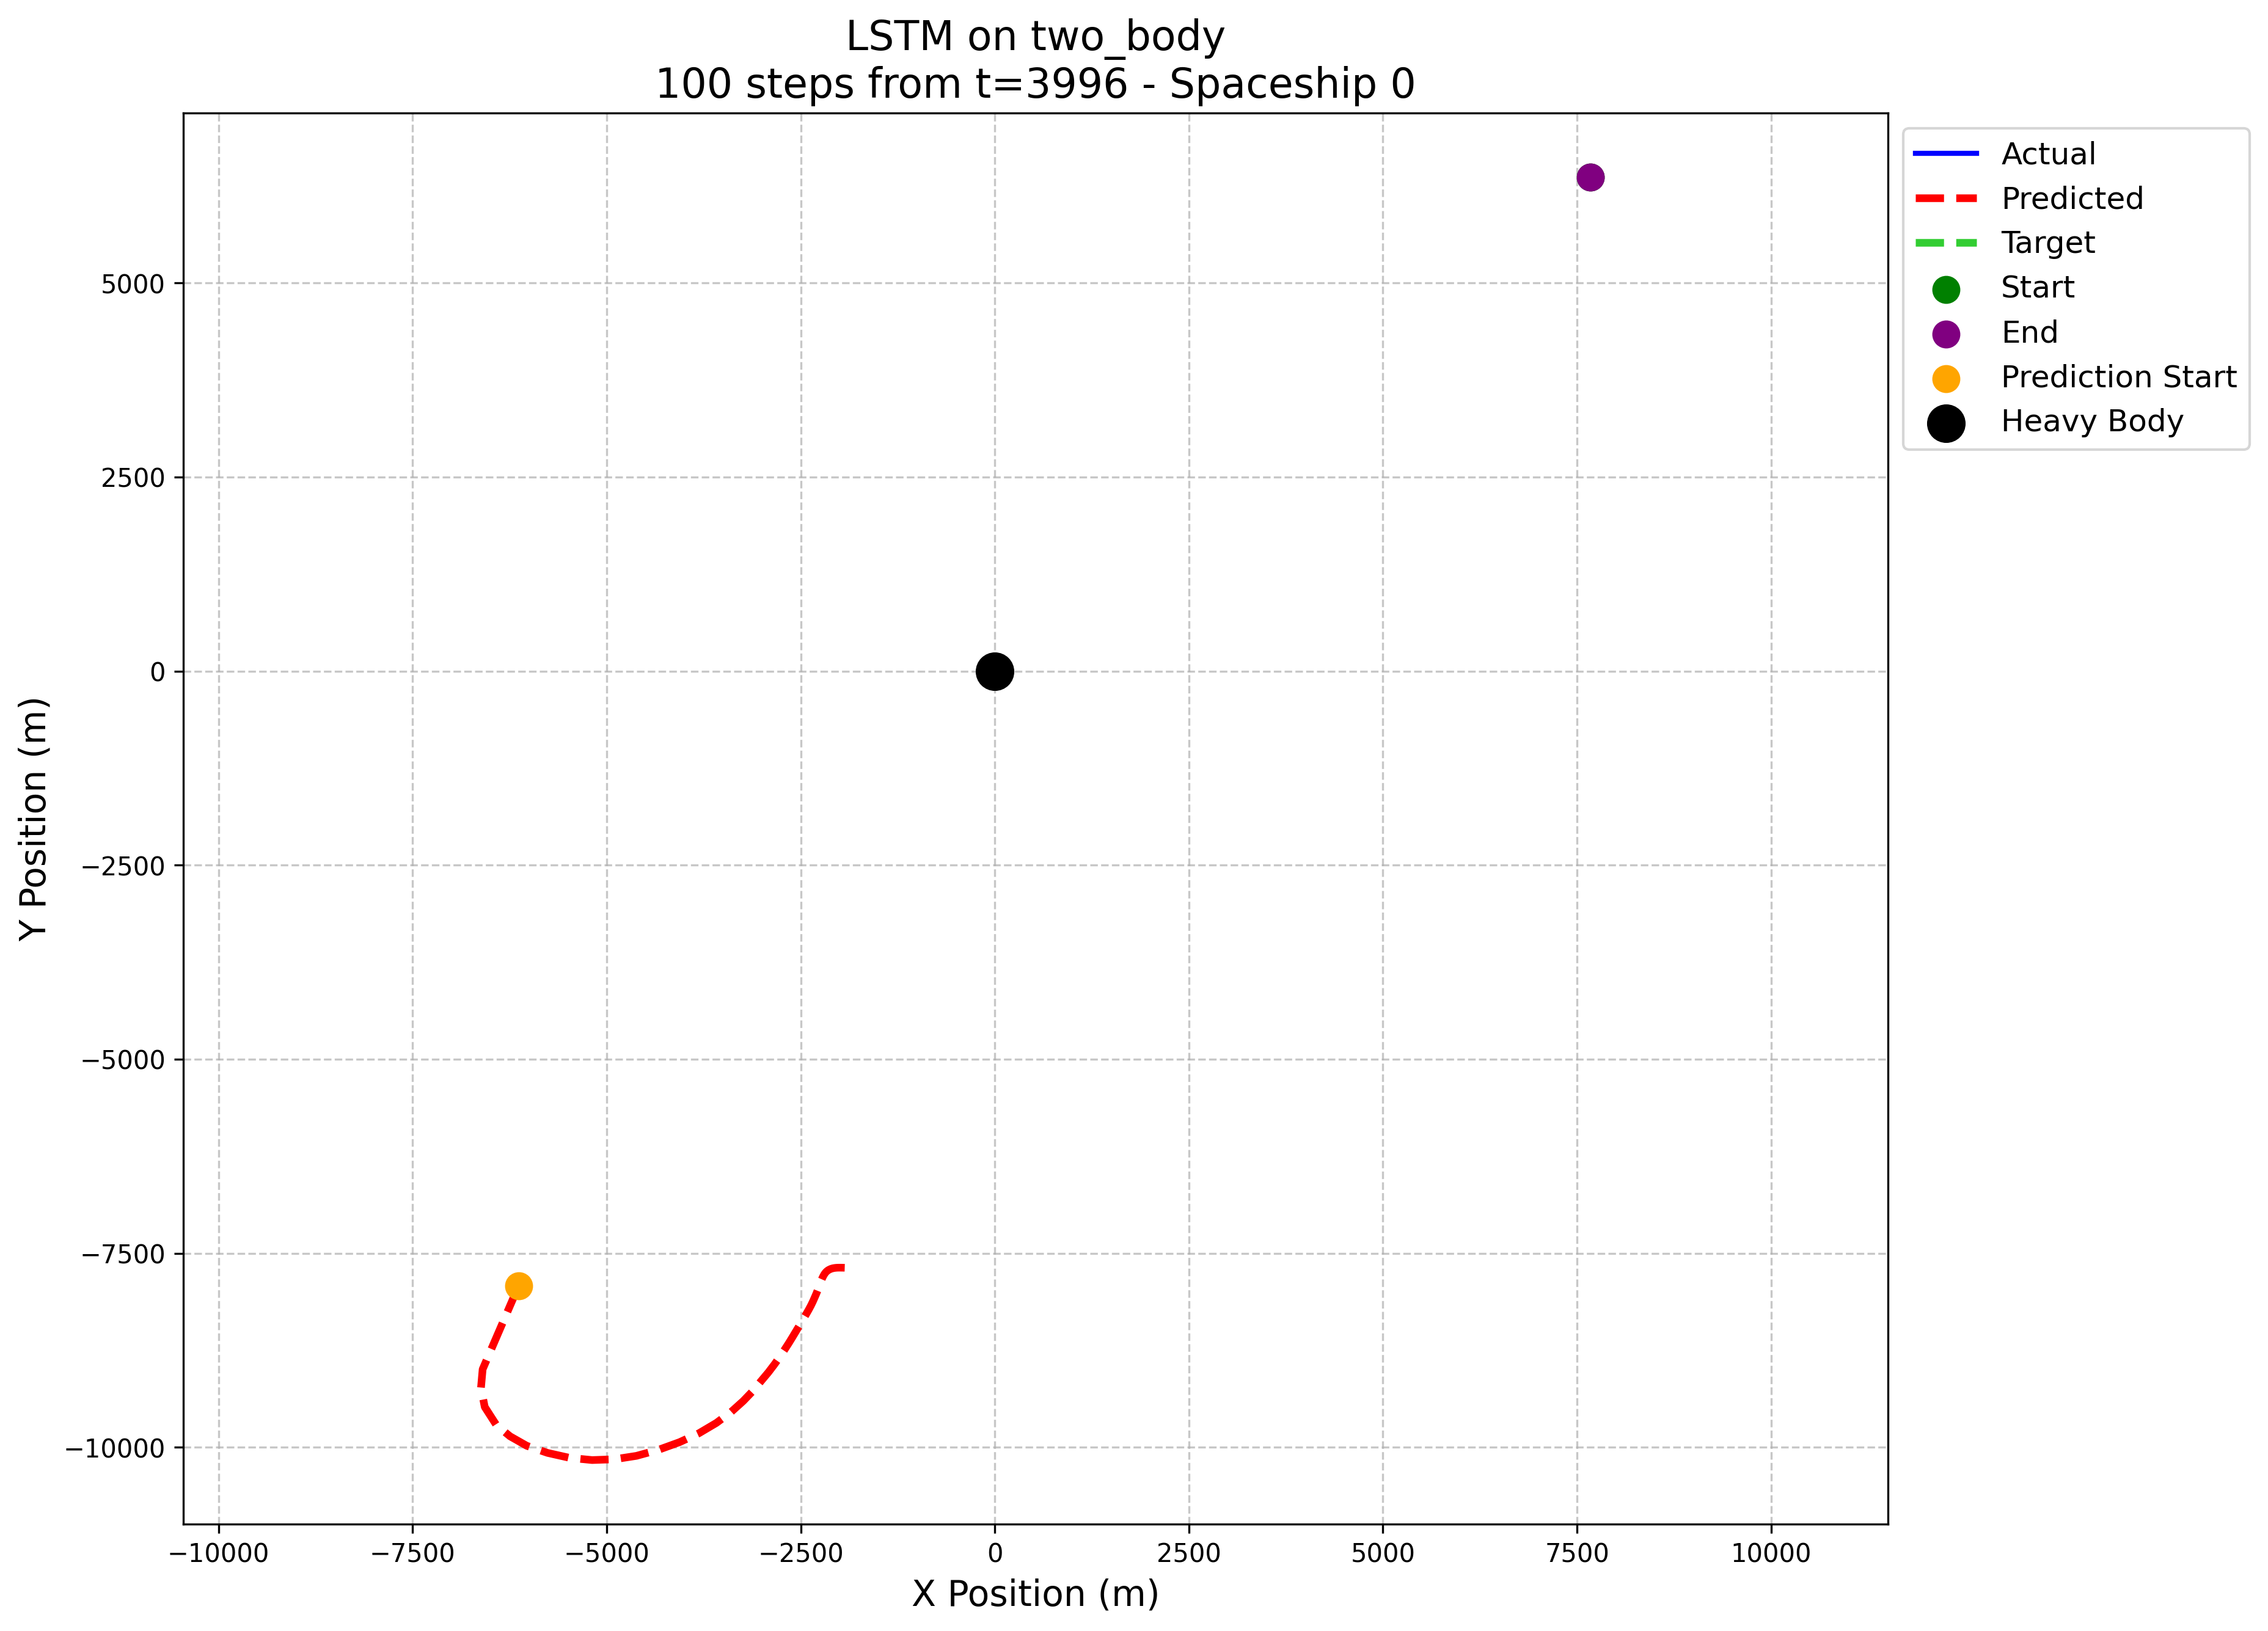 LSTM on two_body
100 steps from t=3996 - Spaceship 0
Actual
Predicted
Target
Start
End
Prediction Start
Heavy Body
Y Position (m)
5000
2500
0
−2500
−5000
−7500
−10000
−10000 −7500 −5000 −2500 0 2500 5000 7500 10000
X Position (m)